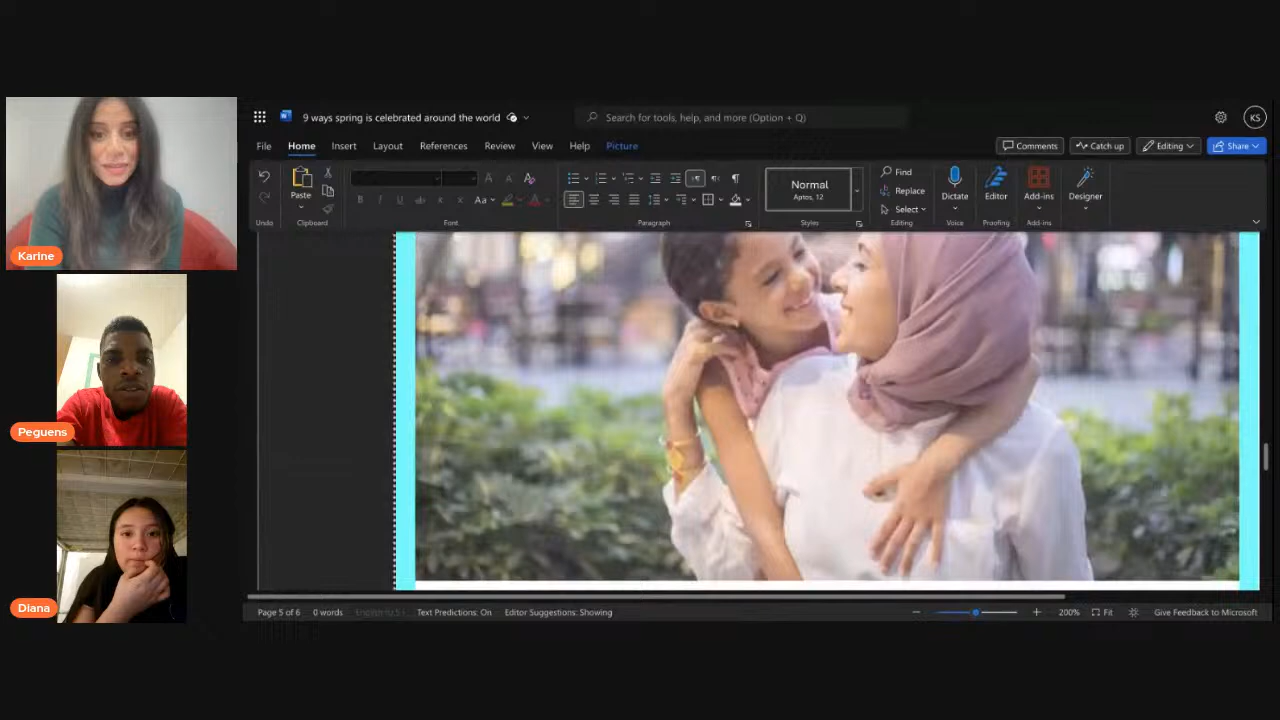 Karine
Peguens
Diana
9 ways spring is celebrated around the world
Search for tools, help, and more (Option + Q)
KS
File Home Insert Layout References Review View Help Picture
Comments Catch up Editing Share
Paste
Aa
Normal
Aptos, 12
Find
Replace
Select
Dictate
Editor
Add-ins
Designer
Undo Clipboard Font Paragraph Styles Editing Voice Proofing Add-ins
Page 5 of 6 0 words Text Predictions: On Editor Suggestions: Showing 200% Fit Give Feedback to Microsoft